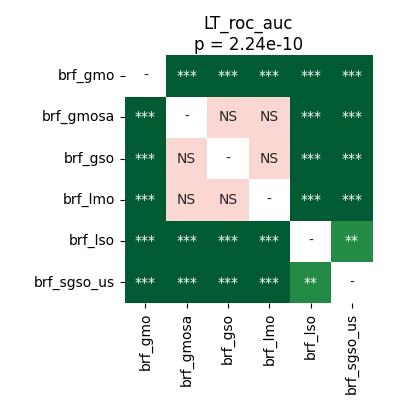 LT_roc_auc
p = 2.24e-10
brf_gmo - *** *** *** *** ***
brf_gmosa *** - NS NS *** ***
brf_gso *** NS - NS *** ***
brf_lmo *** NS NS - *** ***
brf_lso *** *** *** *** - **
brf_sgso_us *** *** *** *** ** -
brf_gmo
brf_gmosa
brf_gso
brf_lmo
brf_lso
brf_sgso_us